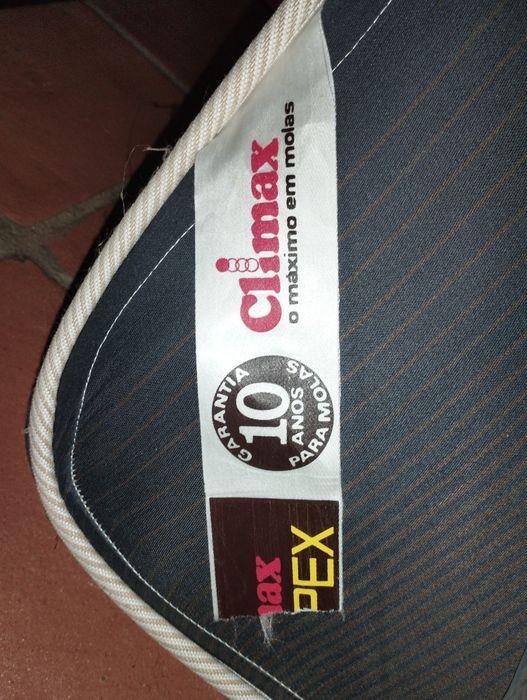 Climax
o máximo em molas
GARANTIA
10
ANOS
PARA MOLAS
max
PEX